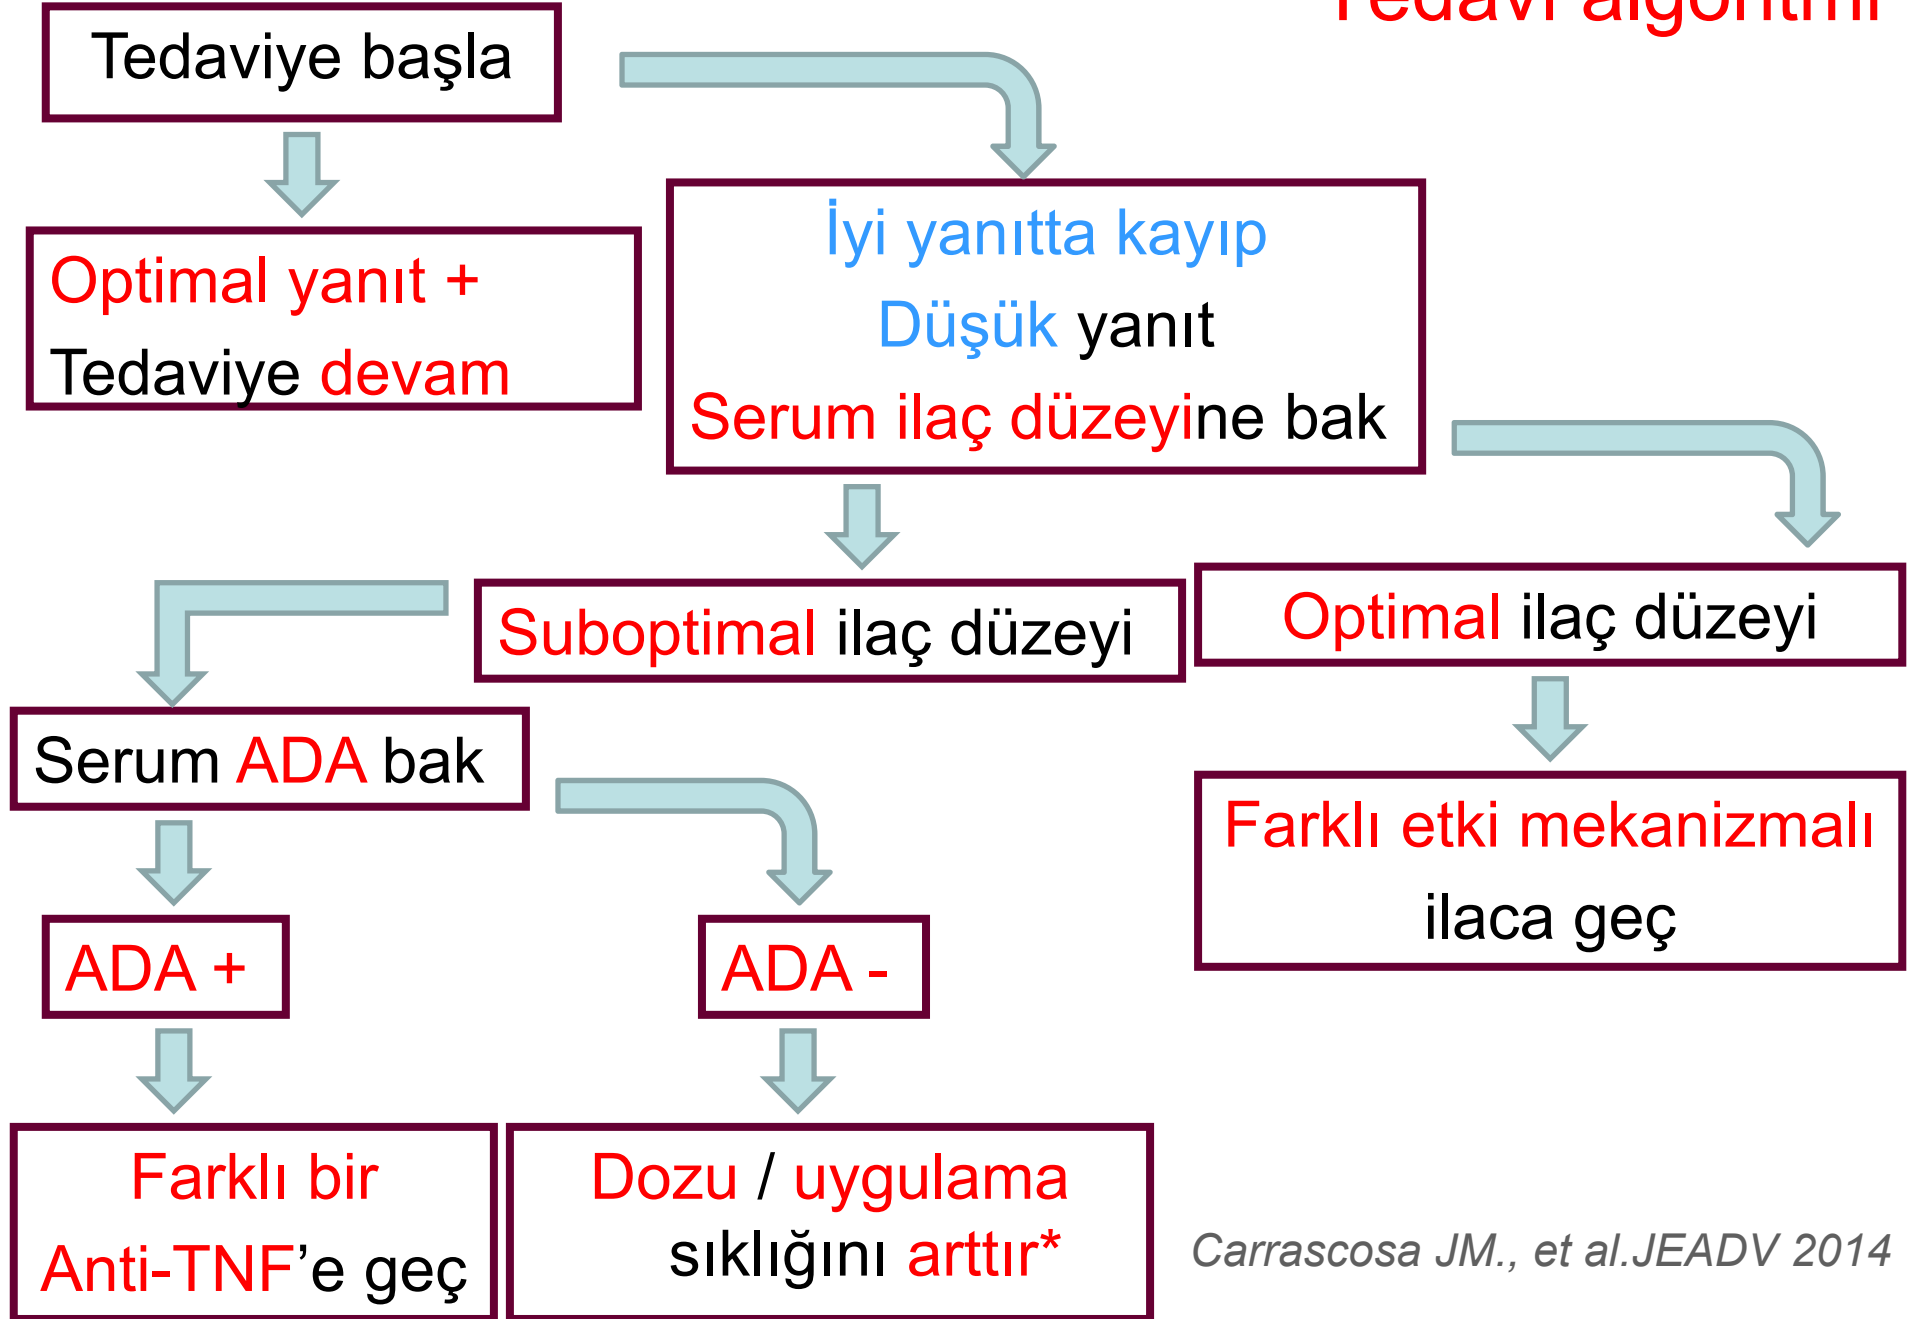 Tedavi algoritmi
Tedaviye başla
Optimal yanıt +
Tedaviye devam
İyi yanıtta kayıp
Düşük yanıt
Serum ilaç düzeyine bak
Suboptimal ilaç düzeyi
Optimal ilaç düzeyi
Serum ADA bak
Farklı etki mekanizmalı
ilaca geç
ADA +
ADA -
Farklı bir
Anti-TNF’e geç
Dozu / uygulama
sıklığını arttır*
Carrascosa JM., et al.JEADV 2014